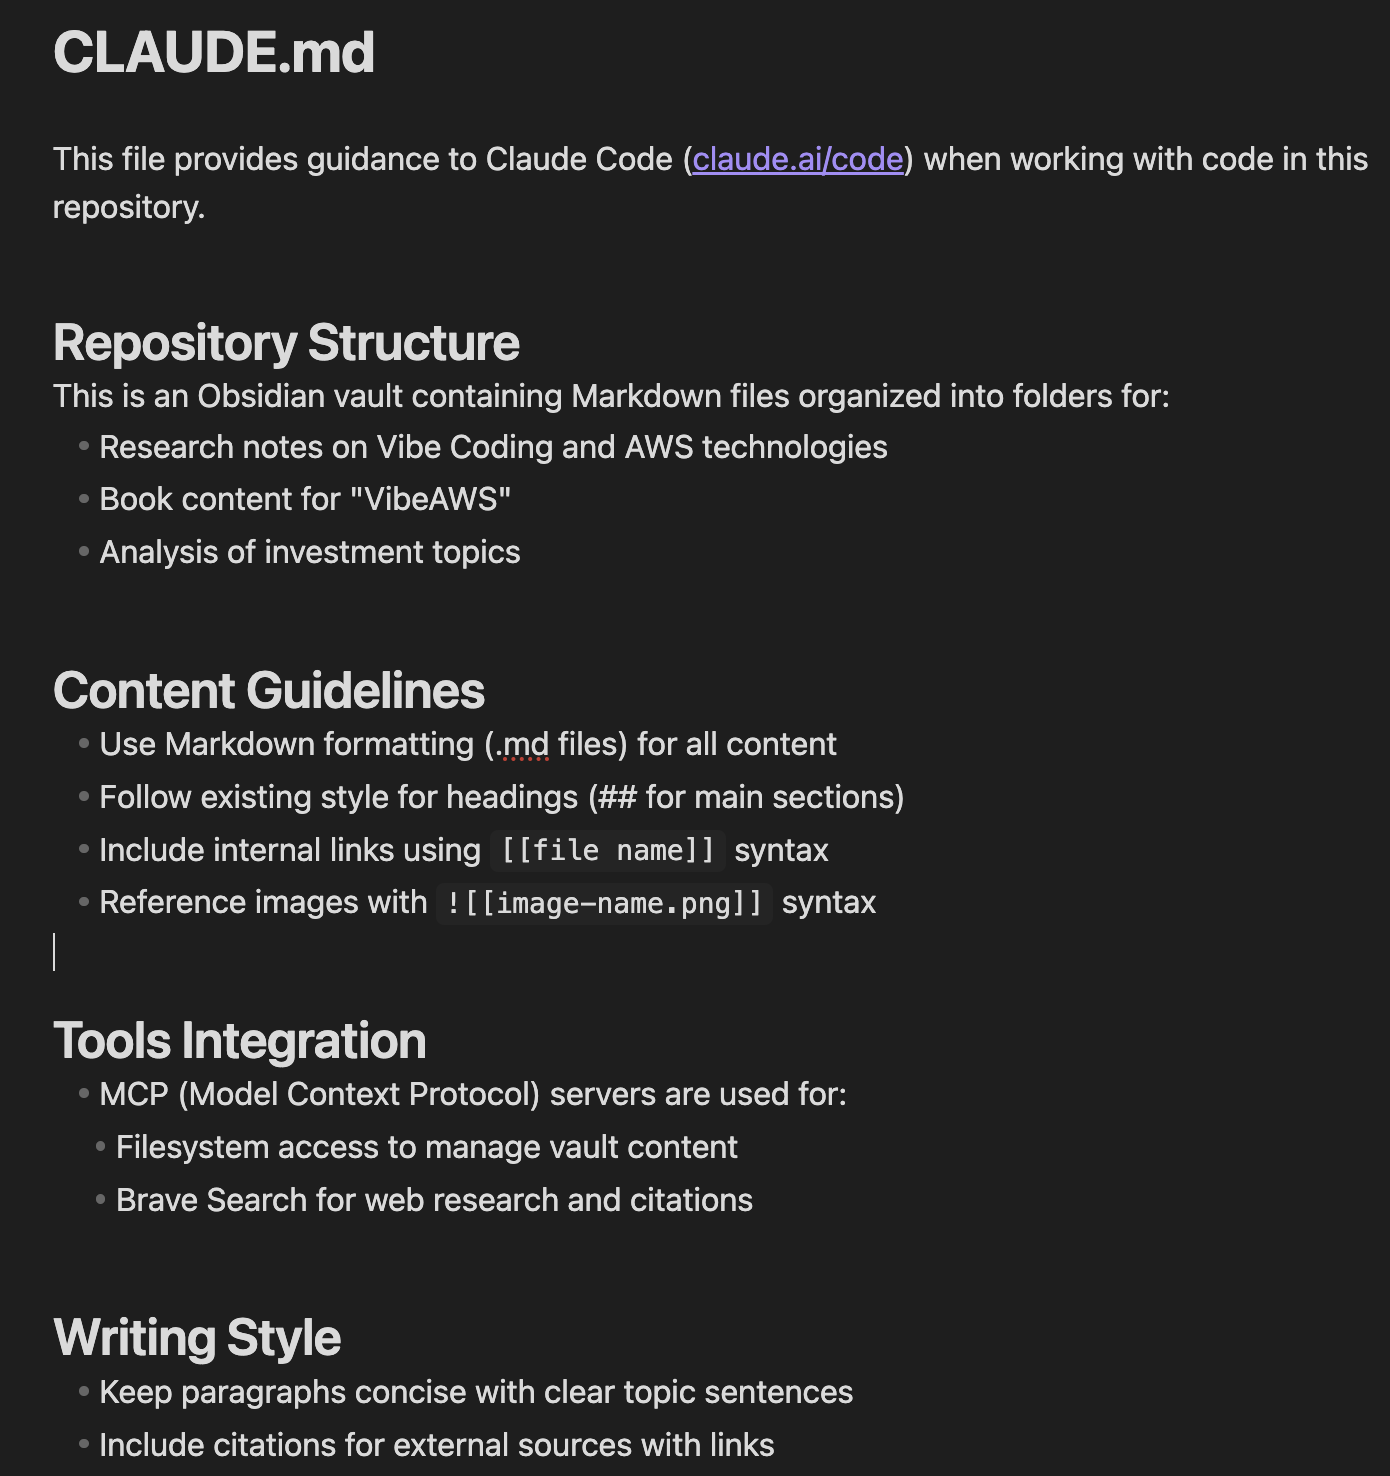 CLAUDE.md
This file provides guidance to Claude Code (claude.ai/code) when working with code in this
repository.
Repository Structure
This is an Obsidian vault containing Markdown files organized into folders for:
Research notes on Vibe Coding and AWS technologies
Book content for "VibeAWS"
Analysis of investment topics
Content Guidelines
Use Markdown formatting (.md files) for all content
Follow existing style for headings (## for main sections)
Include internal links using [[file name]] syntax
Reference images with ![[image-name.png]] syntax
Tools Integration
MCP (Model Context Protocol) servers are used for:
Filesystem access to manage vault content
Brave Search for web research and citations
Writing Style
Keep paragraphs concise with clear topic sentences
Include citations for external sources with links